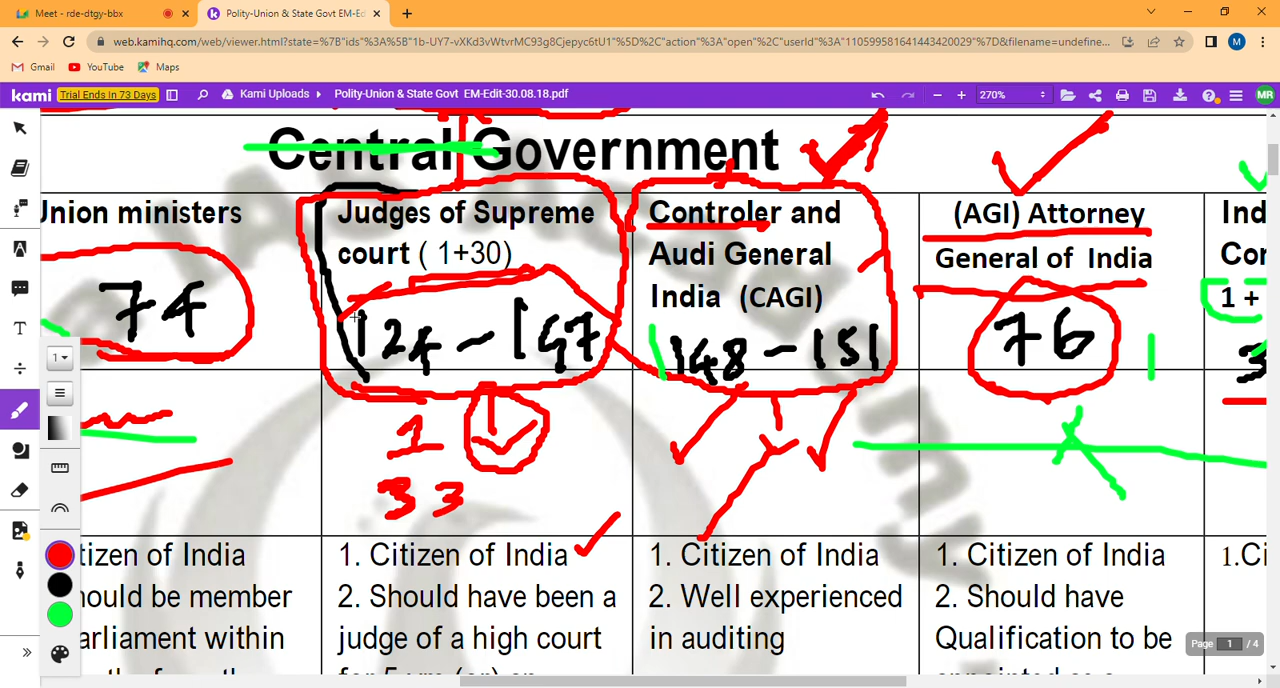 Meet - rde-dtgy-bbx
Polity-Union & State Govt EM-Ed
web.kamihq.com/web/viewer.html?state=%7B"ids"%3A%5B"1b-UY7-vXKd3vWtvrMC93g8Cjepyc6tU1"%5D%2C"action"%3A"open"%2C"userId"%3A"110599581641443420029"%7D&filename=undefine...
M
Gmail YouTube Maps
kami Trial Ends In 73 Days Kami Uploads Polity-Union & State Govt EM-Edit-30.08.18.pdf 270% MR
Central Government
Union ministers
74
Judges of Supreme
court ( 1+30)
124 - 147
1
33
Controler and
Audi General
India (CAGI)
148 - 151
(AGI) Attorney
General of India
76
Ind
Cor
1 +
3
tizen of India
hould be member
arliament within
1. Citizen of India
2. Should have been a
judge of a high court
1. Citizen of India
2. Well experienced
in auditing
1. Citizen of India
2. Should have
Qualification to be
1.Ci
1
Page 1 / 4